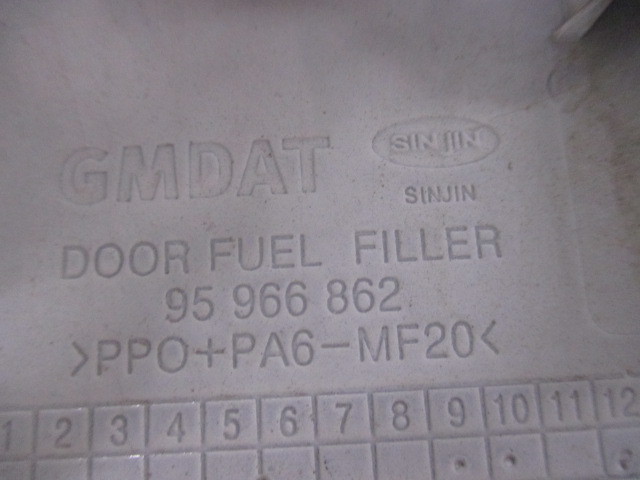 GMDAT SINJIN
SINJIN
DOOR FUEL FILLER
95 966 862
>PPO+PA6-MF20<
1 2 3 4 5 6 7 8 9 10 11 12